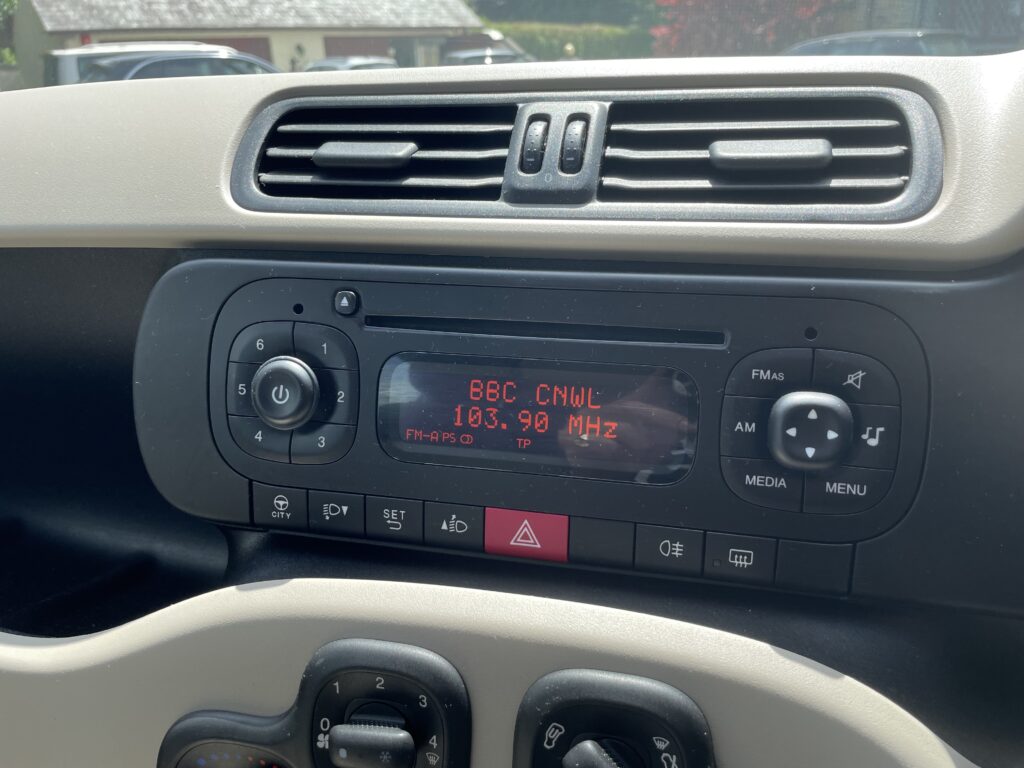 0
6
1
5
2
4
3
BBC CNWL
103.90 MHz
FM-A PS TP
FMAS
AM
MEDIA
MENU
CITY
SET
0
1
2
3
4